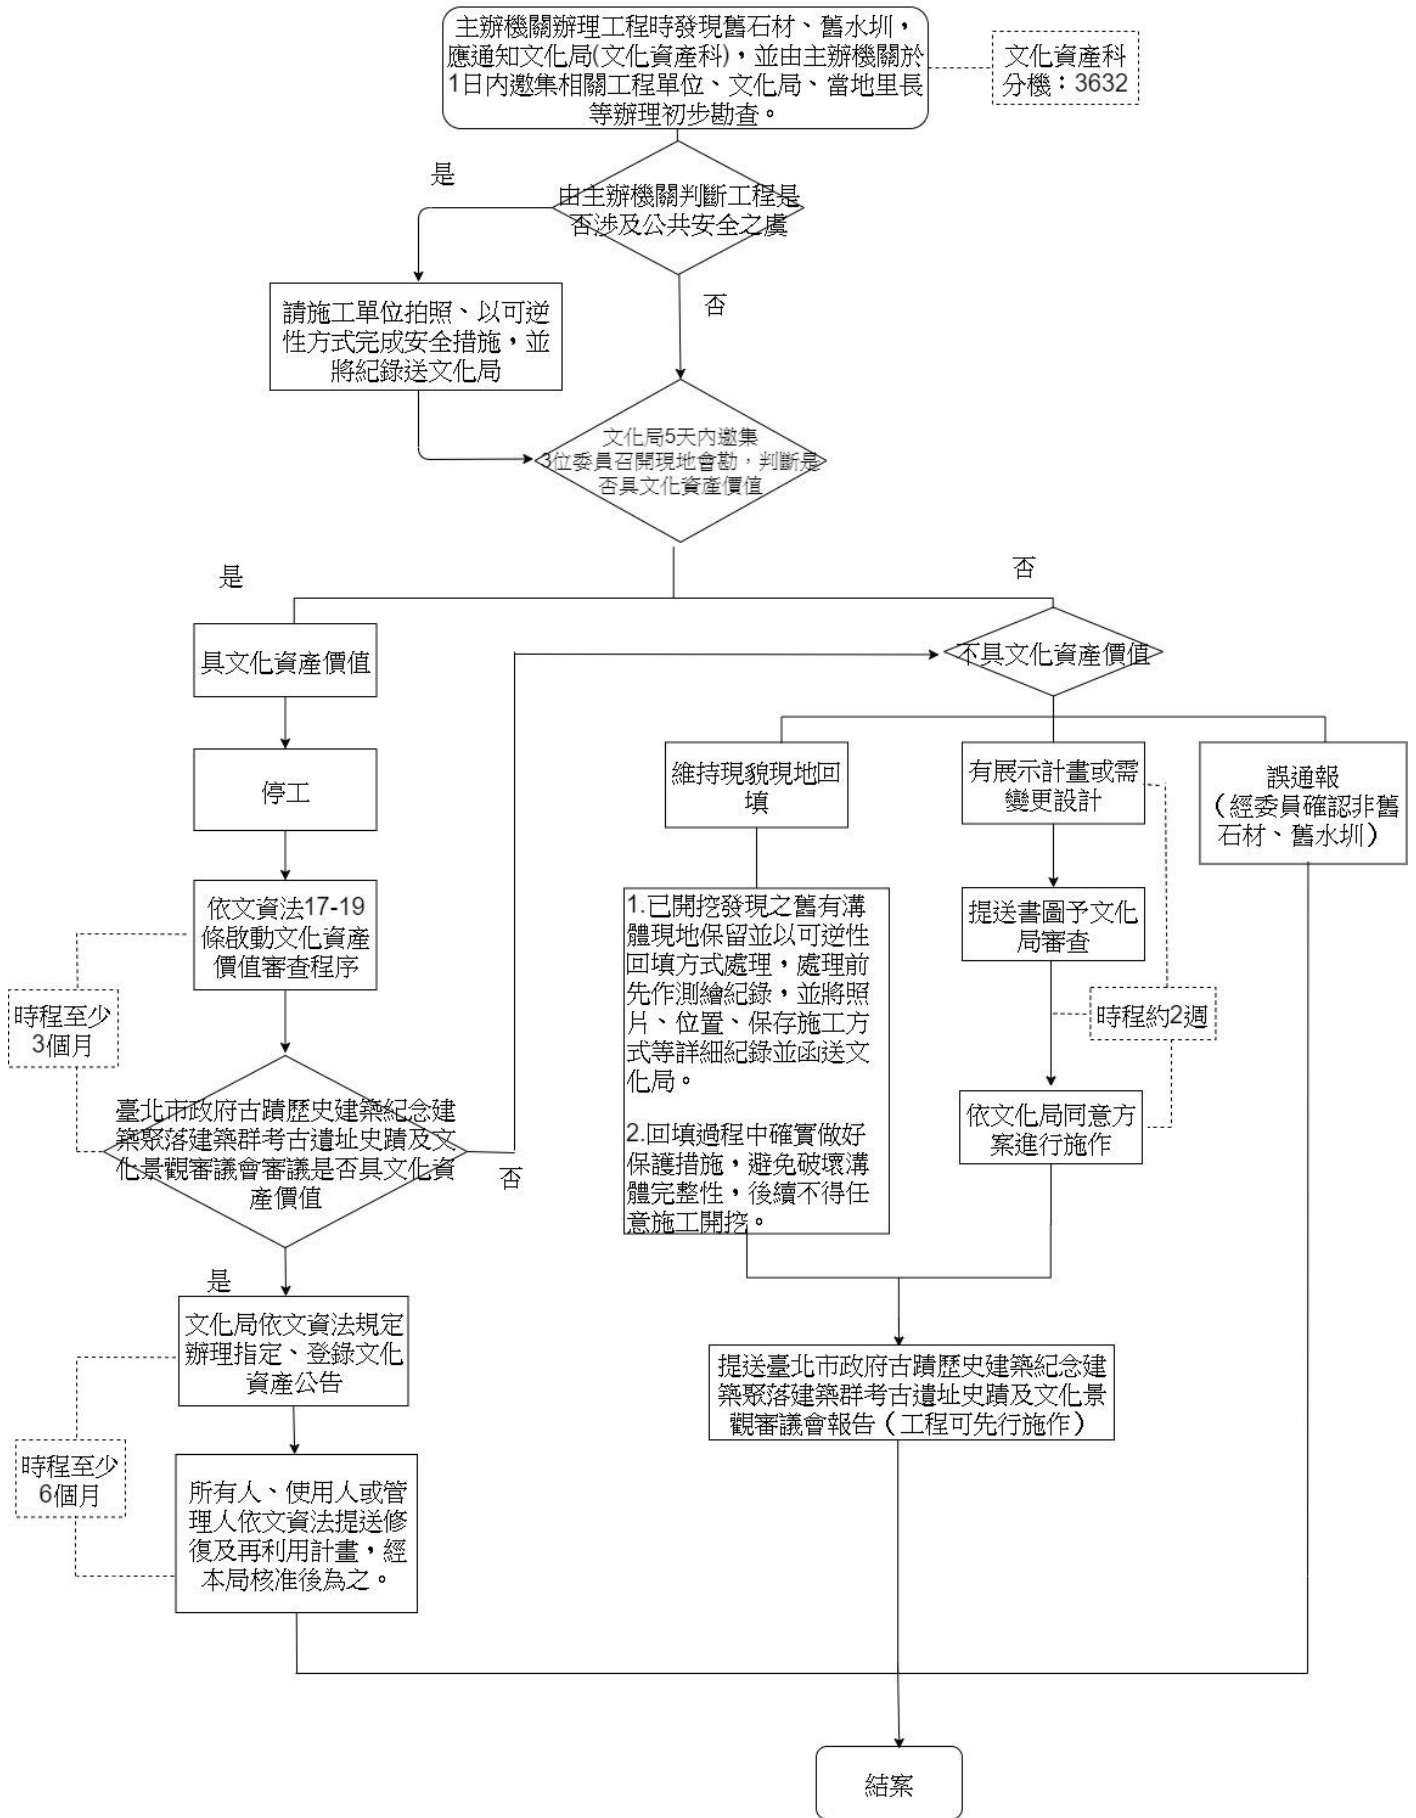 主辦機關辦理工程時發現舊石材、舊水圳，
應通知文化局(文化資產科)，並由主辦機關於
1日內邀集相關工程單位、文化局、當地里長
等辦理初步勘查。
文化資產科
分機：3632
是
由主辦機關判斷工程是
否涉及公共安全之虞
否
請施工單位拍照、以可逆
性方式完成安全措施，並
將紀錄送文化局
文化局5天內邀集
3位委員召開現地會勘，判斷是
否具文化資產價值
是
否
具文化資產價值
不具文化資產價值
停工
維持現貌現地回
填
有展示計畫或需
變更設計
誤通報
（經委員確認非舊
石材、舊水圳）
依文資法17-19
條啟動文化資產
價值審查程序
時程至少
3個月
1.已開挖發現之舊有溝
體現地保留並以可逆性
回填方式處理，處理前
先作測繪紀錄，並將照
片、位置、保存施工方
式等詳細紀錄並函送文
化局。
2.回填過程中確實做好
保護措施，避免破壞溝
體完整性，後續不得任
意施工開挖。
提送書圖予文化
局審查
時程約2週
依文化局同意方
案進行施作
臺北市政府古蹟歷史建築紀念建
築聚落建築群考古遺址史蹟及文
化景觀審議會審議是否具文化資
產價值
否
是
文化局依文資法規定
辦理指定、登錄文化
資產公告
時程至少
6個月
所有人、使用人或管
理人依文資法提送修
復及再利用計畫，經
本局核准後為之。
提送臺北市政府古蹟歷史建築紀念建
築聚落建築群考古遺址史蹟及文化景
觀審議會報告（工程可先行施作）
結案